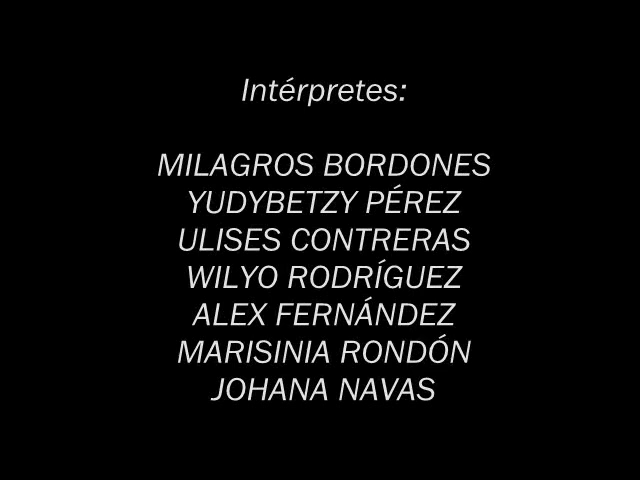 Intérpretes:
MILAGROS BORDONES
YUDYBETZY PÉREZ
ULISES CONTRERAS
WILYO RODRÍGUEZ
ALEX FERNÁNDEZ
MARISINIA RONDÓN
JOHANA NAVAS